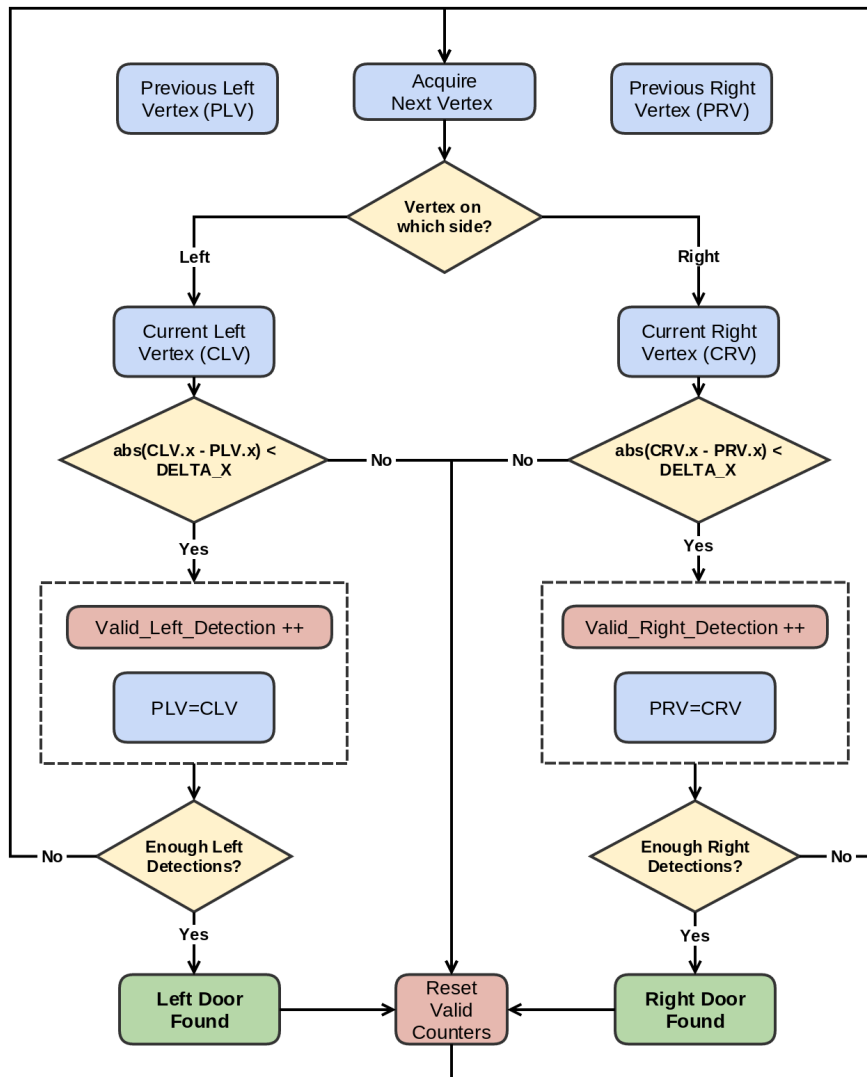 Previous Left
Vertex (PLV)
Acquire
Next Vertex
Previous Right
Vertex (PRV)
Vertex on
which side?
Left
Right
Current Left
Vertex (CLV)
Current Right
Vertex (CRV)
abs(CLV.x - PLV.x) <
DELTA_X
No
No
abs(CRV.x - PRV.x) <
DELTA_X
Yes
Yes
Valid_Left_Detection ++
Valid_Right_Detection ++
PLV=CLV
PRV=CRV
No
Enough Left
Detections?
Enough Right
Detections?
No
Yes
Yes
Left Door
Found
Reset
Valid
Counters
Right Door
Found